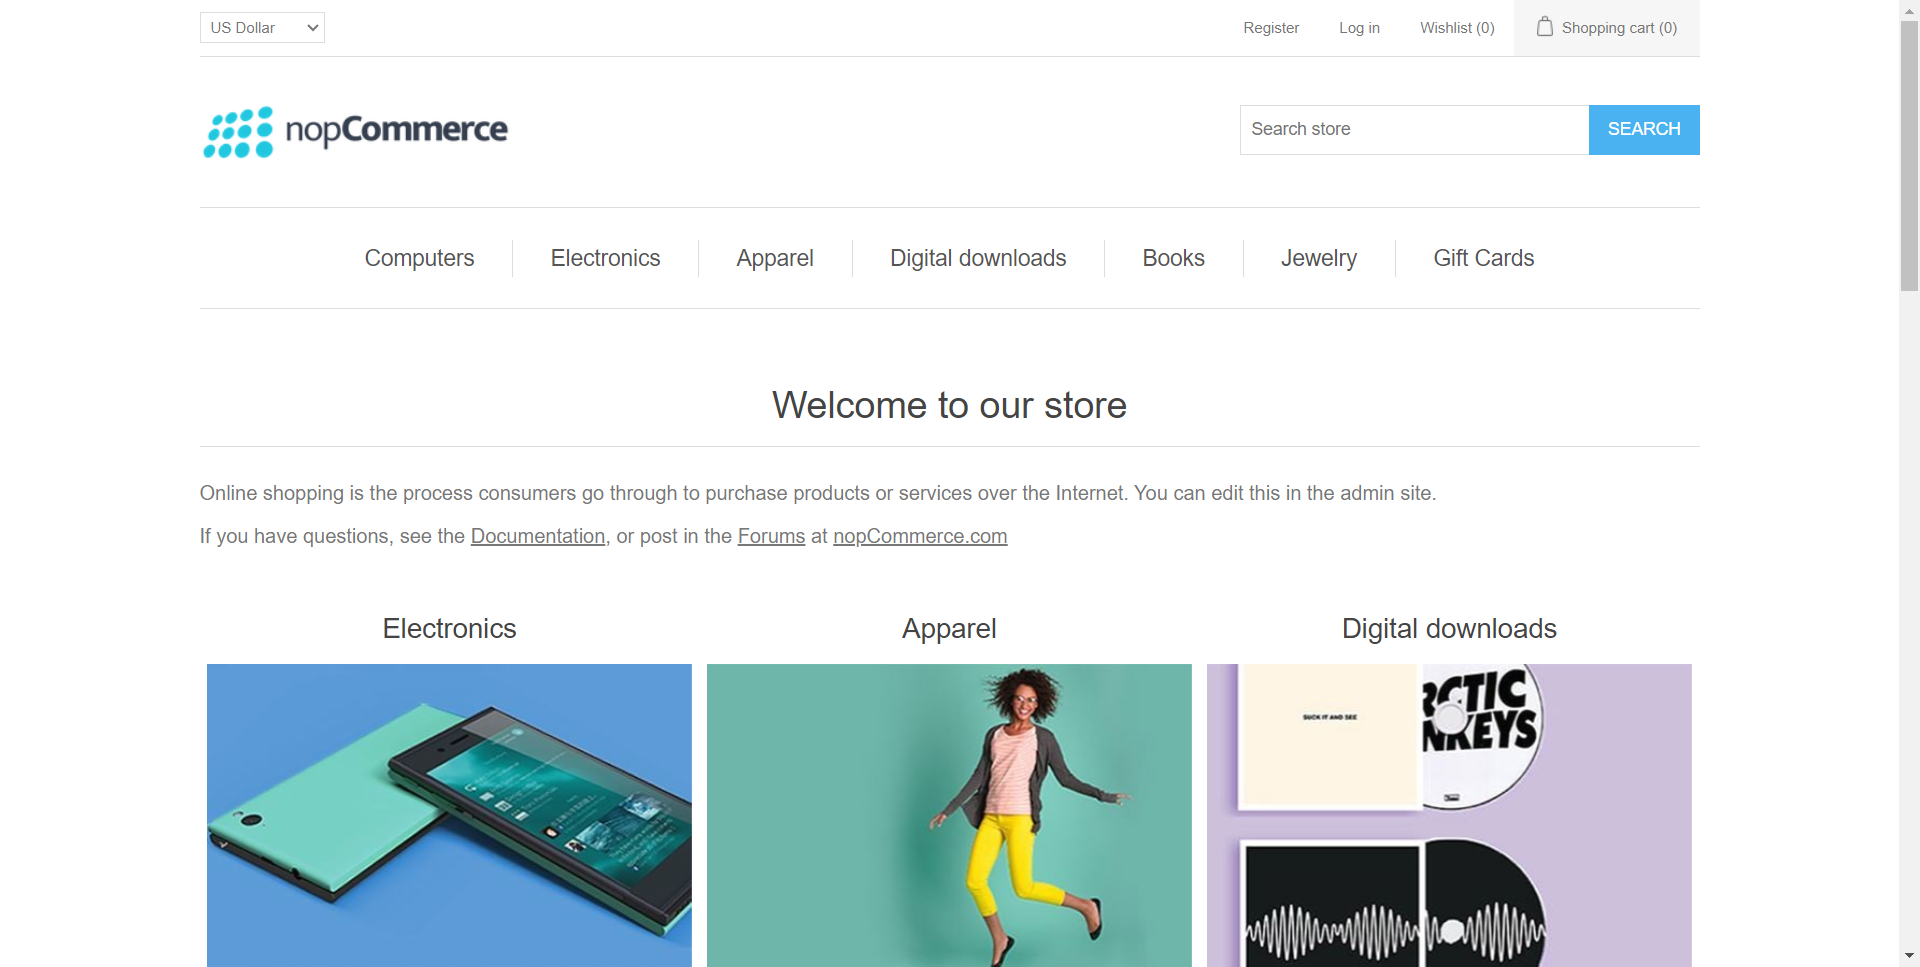 US Dollar
Register
Log in
Wishlist (0)
Shopping cart (0)
nopCommerce
Search store
SEARCH
Computers
Electronics
Apparel
Digital downloads
Books
Jewelry
Gift Cards
Welcome to our store
Online shopping is the process consumers go through to purchase products or services over the Internet. You can edit this in the admin site.
If you have questions, see the Documentation, or post in the Forums at nopCommerce.com
Electronics
Apparel
Digital downloads
SUCK IT AND SEE
RCTIC
NKEYS